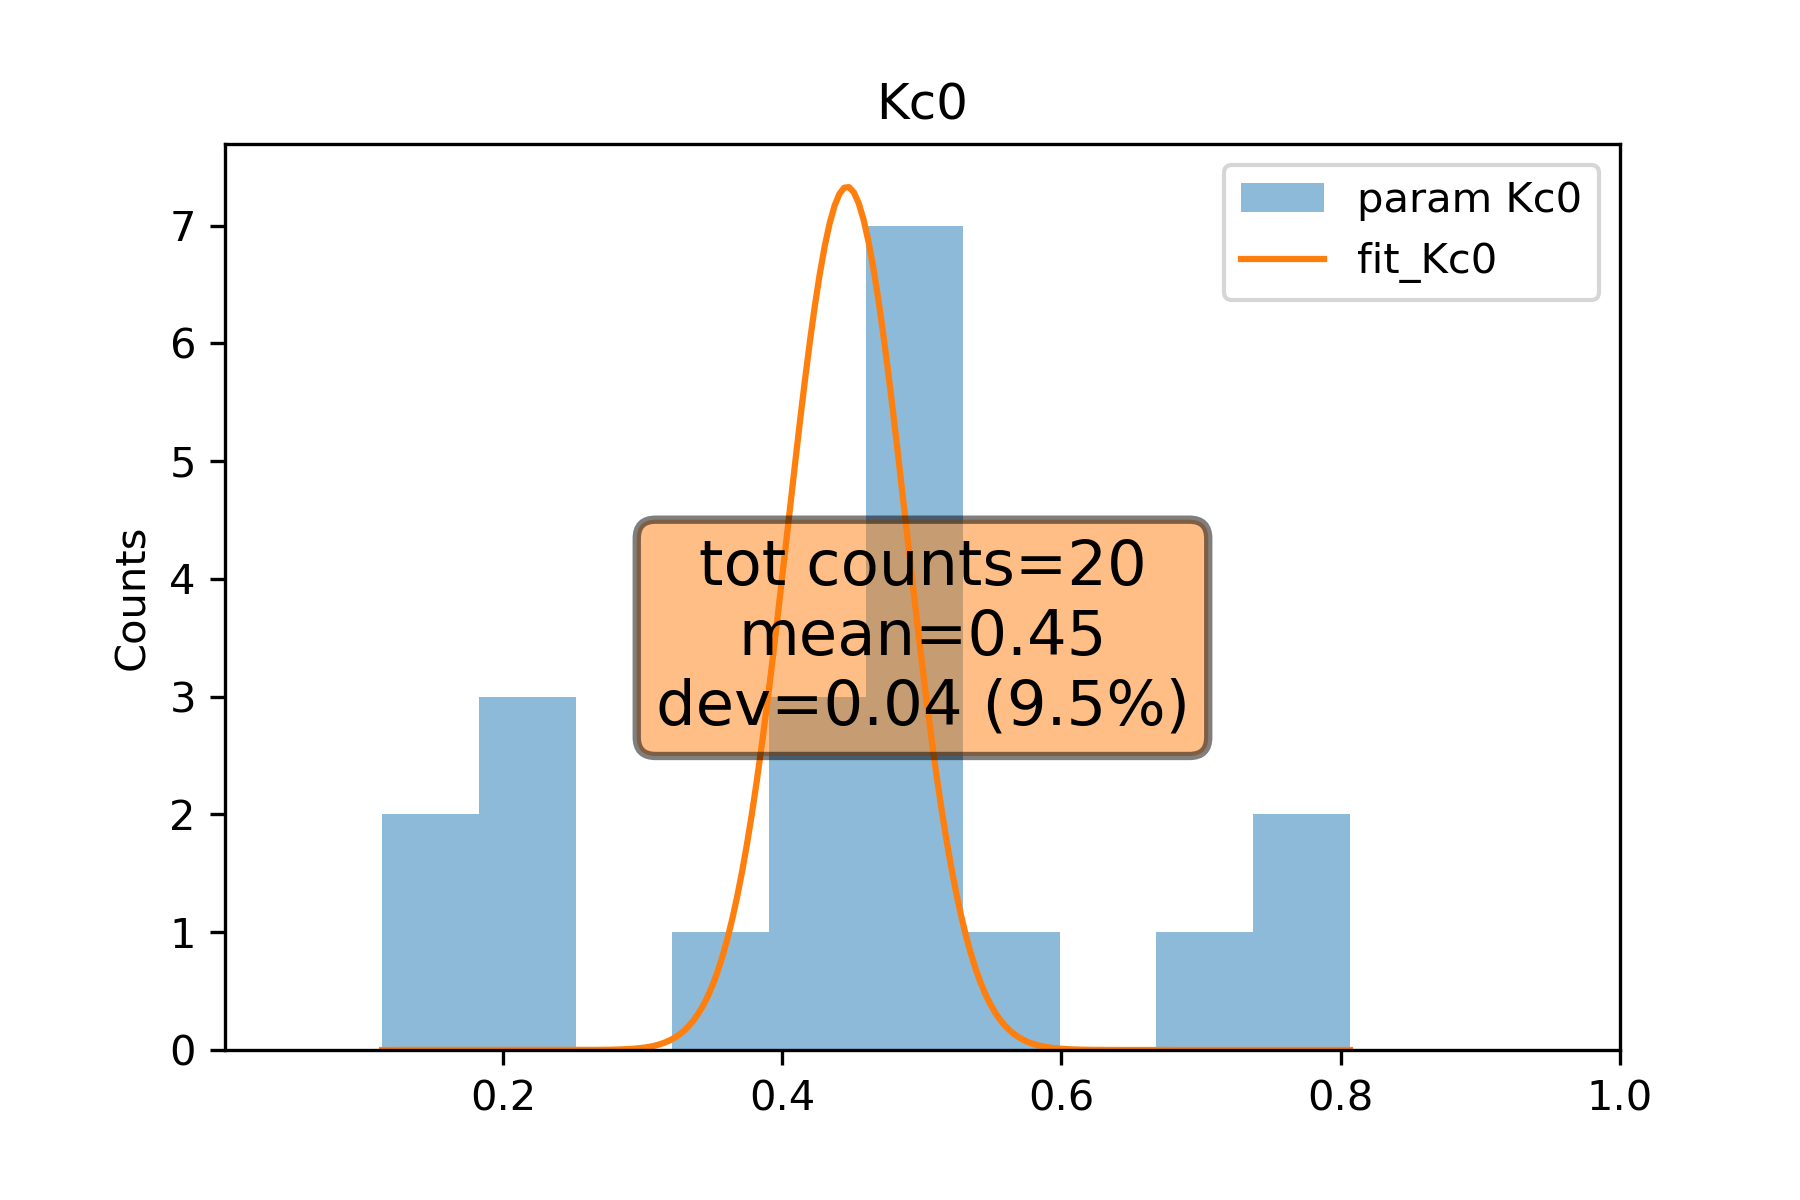 Kc0
param Kc0
fit_Kc0
Counts
7
6
5
4
3
2
1
0
tot counts=20
mean=0.45
dev=0.04 (9.5%)
0.2 0.4 0.6 0.8 1.0